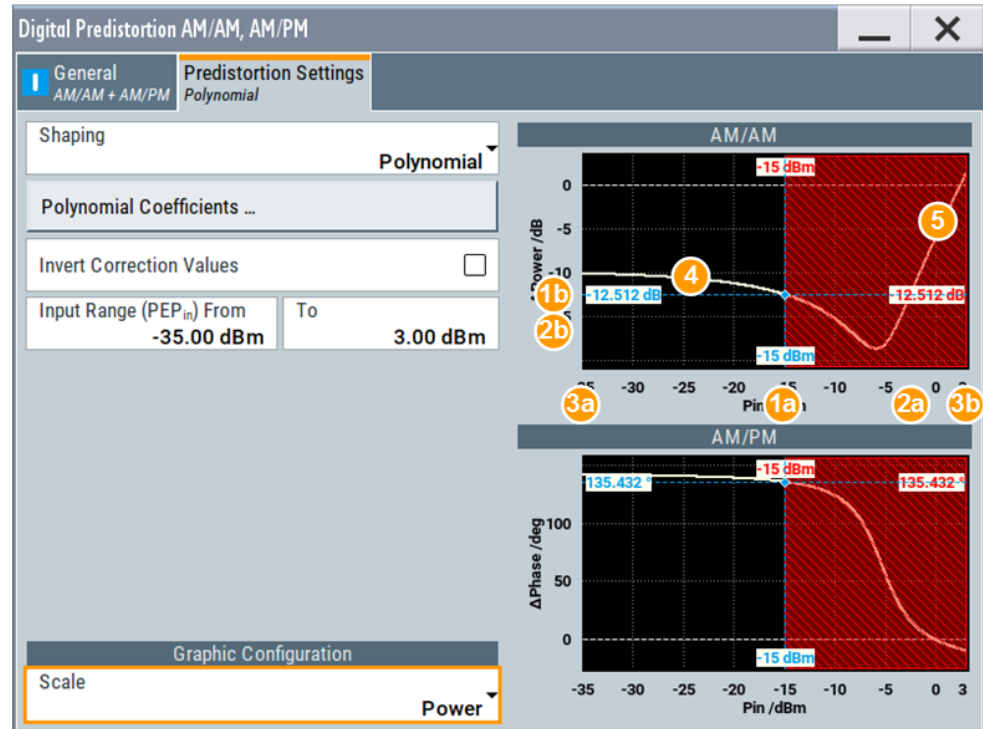 Digital Predistortion AM/AM, AM/PM
General
AM/AM + AM/PM
Predistortion Settings
Polynomial
Shaping
Polynomial
Polynomial Coefficients ...
Invert Correction Values
Input Range (PEPin) From
-35.00 dBm
To
3.00 dBm
Graphic Configuration
Scale
Power
AM/AM
-15 dBm
0
-5
-10
Power /dB
5
4
1b
-12.512 dB
-12.512 dB
2b
-15 dBm
-30
-25
-20
-10
-5
0
3a
1a
2a
3b
AM/PM
-15 dBm
135.432 °
135.432 °
ΔPhase /deg
100
50
0
-15 dBm
-35 -30 -25 -20 -15 -10 -5 0 3
Pin /dBm